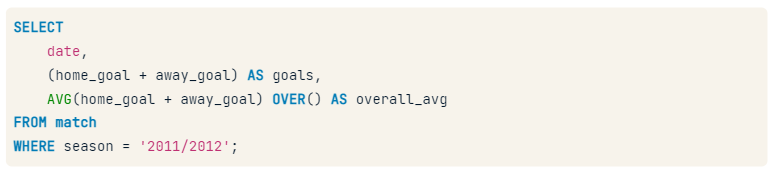 SELECT
    date,
    (home_goal + away_goal) AS goals,
    AVG(home_goal + away_goal) OVER() AS overall_avg
FROM match
WHERE season = '2011/2012';